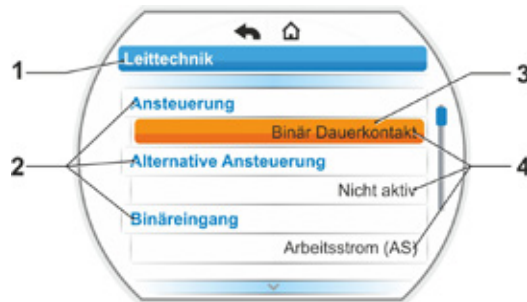 Leittechnik
1
3
Ansteuerung
Binär Dauerkontakt
2
Alternative Ansteuerung
4
Nicht aktiv
Binäreingang
Arbeitsstrom (AS)